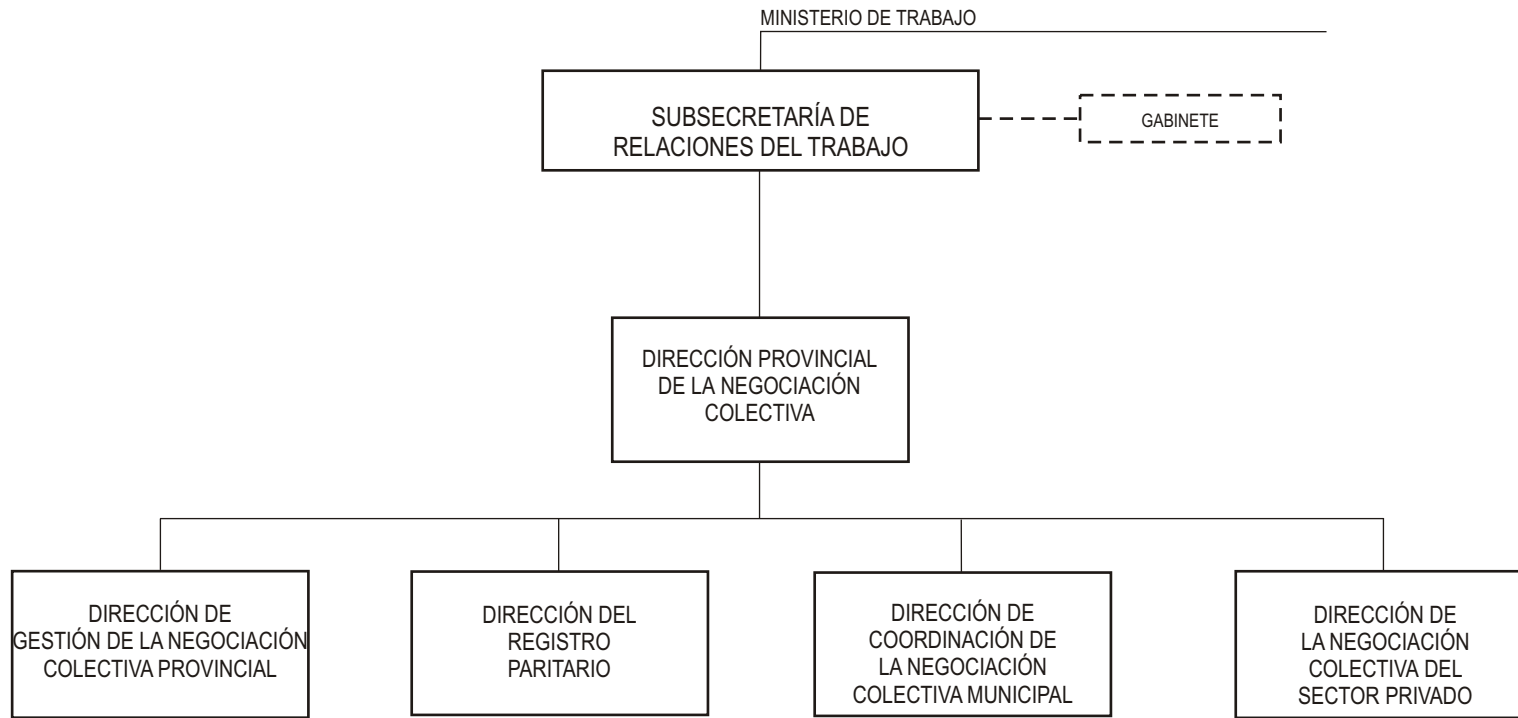 MINISTERIO DE TRABAJO
SUBSECRETARÍA DE
RELACIONES DEL TRABAJO
GABINETE
DIRECCIÓN PROVINCIAL
DE LA NEGOCIACIÓN
COLECTIVA
DIRECCIÓN DE
GESTIÓN DE LA NEGOCIACIÓN
COLECTIVA PROVINCIAL
DIRECCIÓN DEL
REGISTRO
PARITARIO
DIRECCIÓN DE
COORDINACIÓN DE
LA NEGOCIACIÓN
COLECTIVA MUNICIPAL
DIRECCIÓN DE
LA NEGOCIACIÓN
COLECTIVA DEL
SECTOR PRIVADO